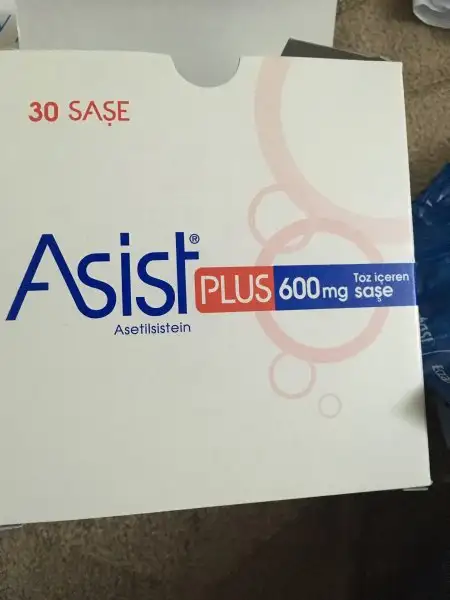 30 SAŞE
Asist®
PLUS 600mg Toz içeren
saşe
Asetilsistein